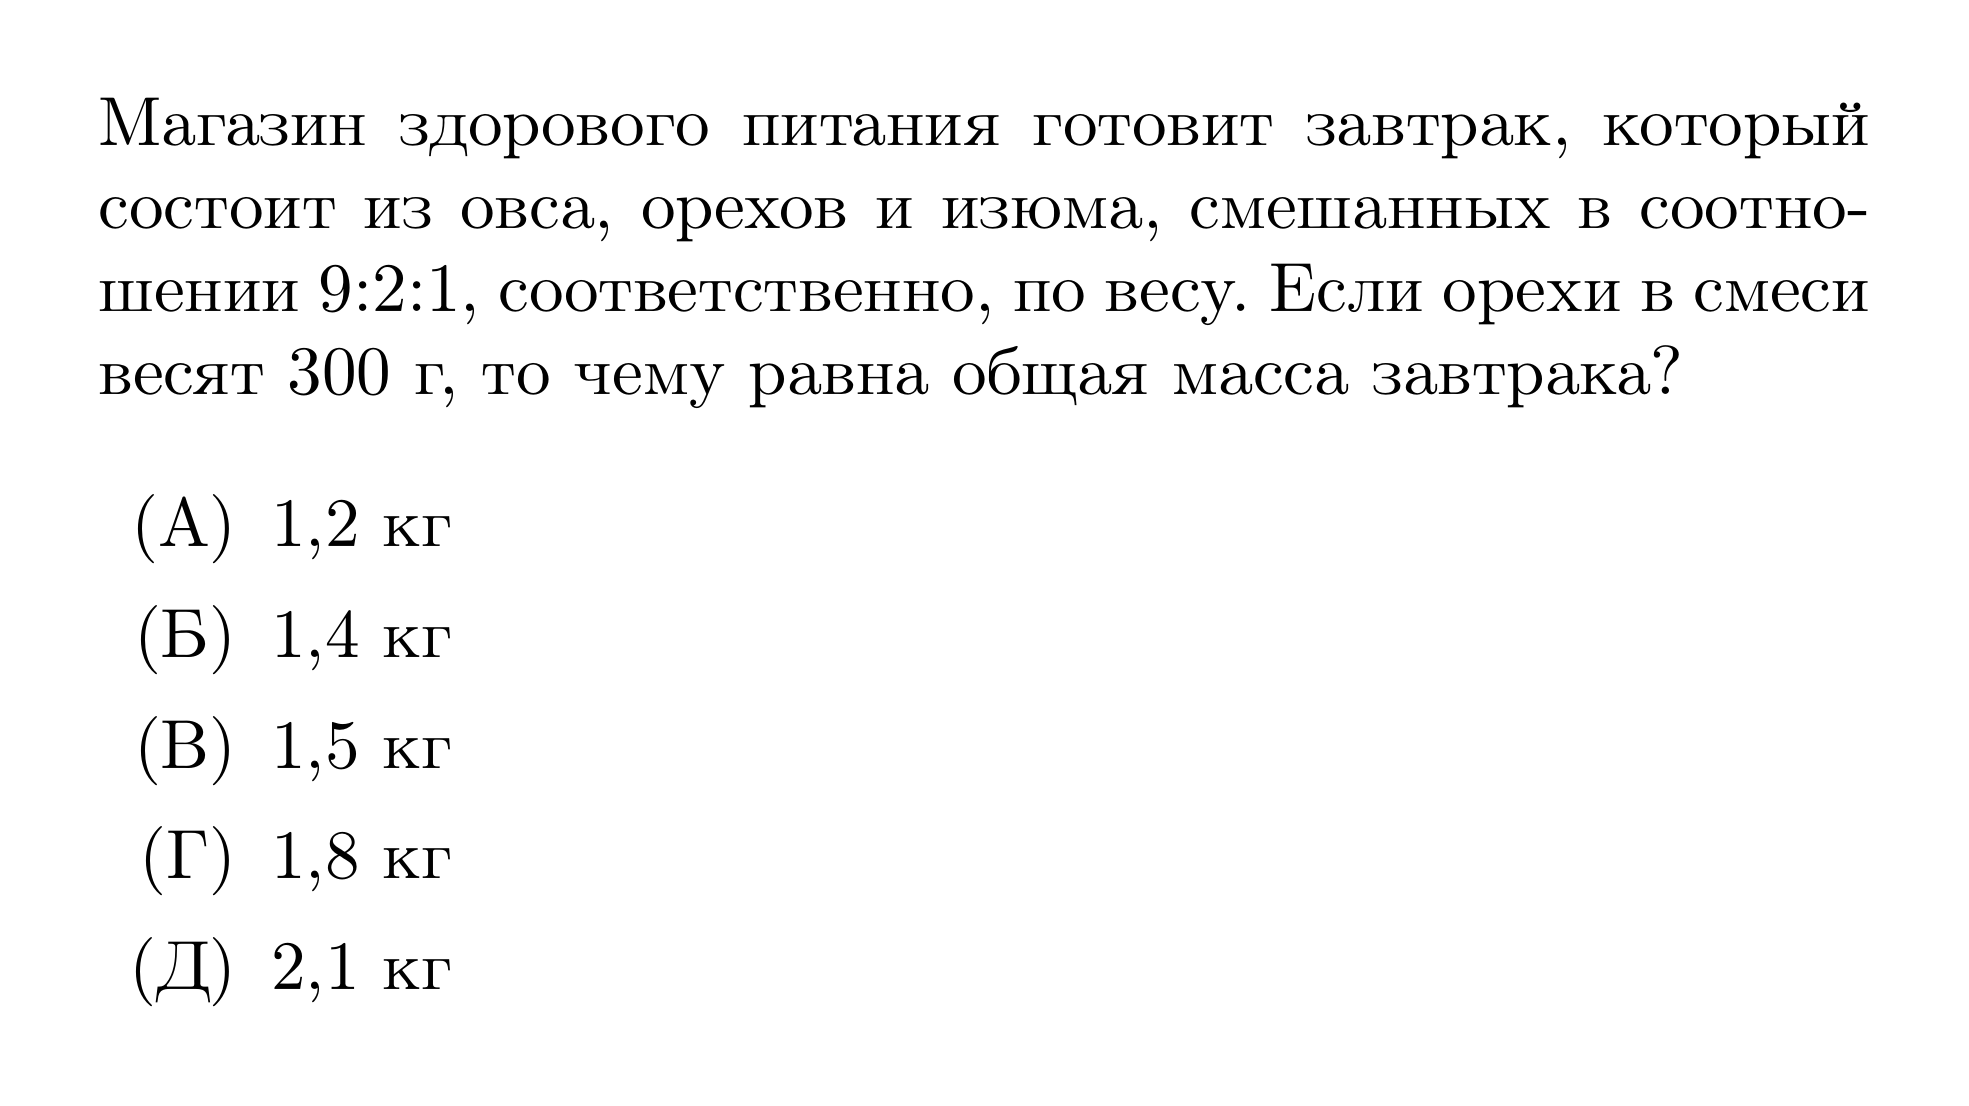 Магазин здорового питания готовит завтрак, который
состоит из овса, орехов и изюма, смешанных в соотно-
шении 9:2:1, соответственно, по весу. Если орехи в смеси
весят 300 г, то чему равна общая масса завтрака?
(А) 1,2 кг
(Б) 1,4 кг
(В) 1,5 кг
(Г) 1,8 кг
(Д) 2,1 кг